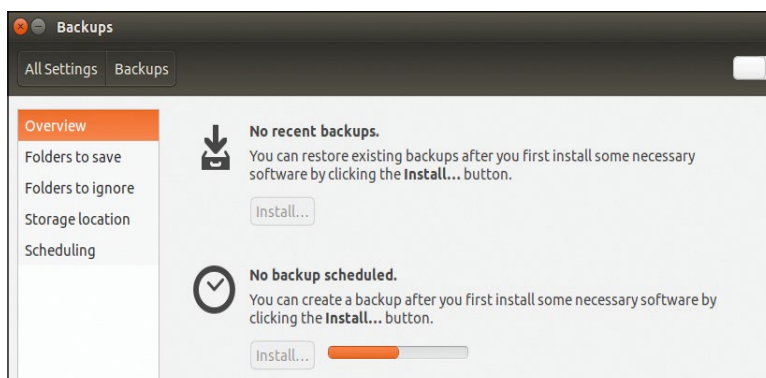 Backups
All Settings Backups
Overview
Folders to save
Folders to ignore
Storage location
Scheduling
No recent backups.
You can restore existing backups after you first install some necessary
software by clicking the Install... button.
Install...
No backup scheduled.
You can create a backup after you first install some necessary software by
clicking the Install... button.
Install...